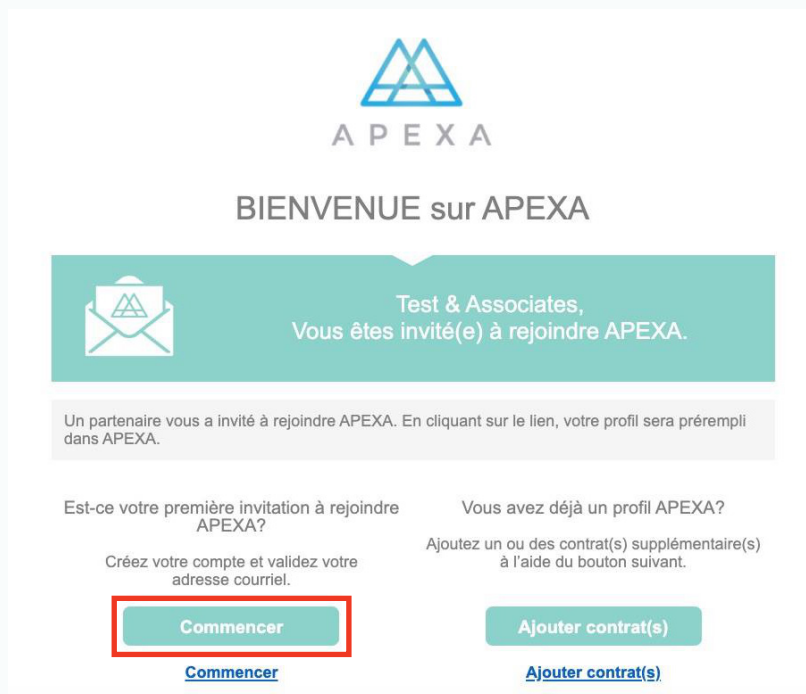 APEXA
BIENVENUE sur APEXA
Test & Associates,
Vous êtes invité(e) à rejoindre APEXA.
Un partenaire vous a invité à rejoindre APEXA. En cliquant sur le lien, votre profil sera prérempli
dans APEXA.
Est-ce votre première invitation à rejoindre
APEXA?
Créez votre compte et validez votre
adresse courriel.
Commencer
Commencer
Vous avez déjà un profil APEXA?
Ajoutez un ou des contrat(s) supplémentaire(s)
à l'aide du bouton suivant.
Ajouter contrat(s)
Ajouter contrat(s)